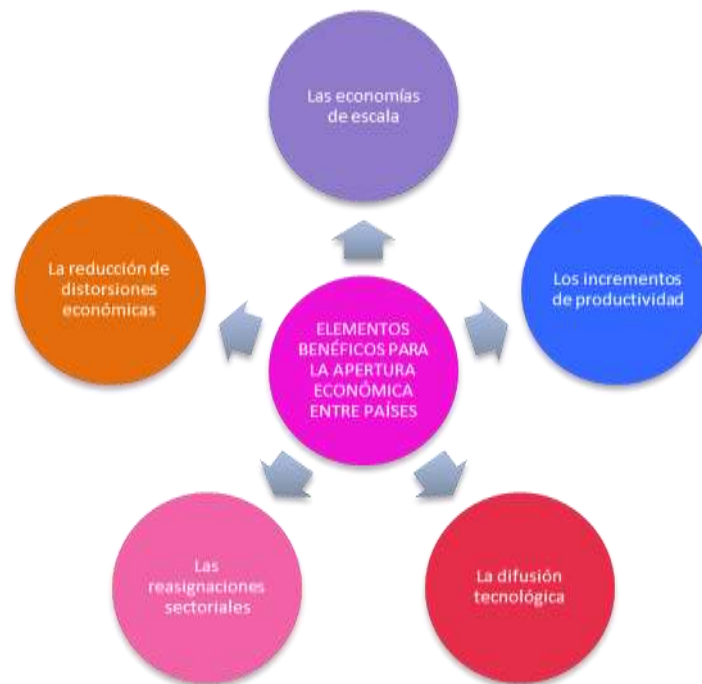 Las economías
de escala
Los incrementos
de productividad
La difusión
tecnológica
Las
reasignaciones
sectoriales
La reducción de
distorsiones
económicas
ELEMENTOS
BENÉFICOS PARA
LA APERTURA
ECONÓMICA
ENTRE PAÍSES